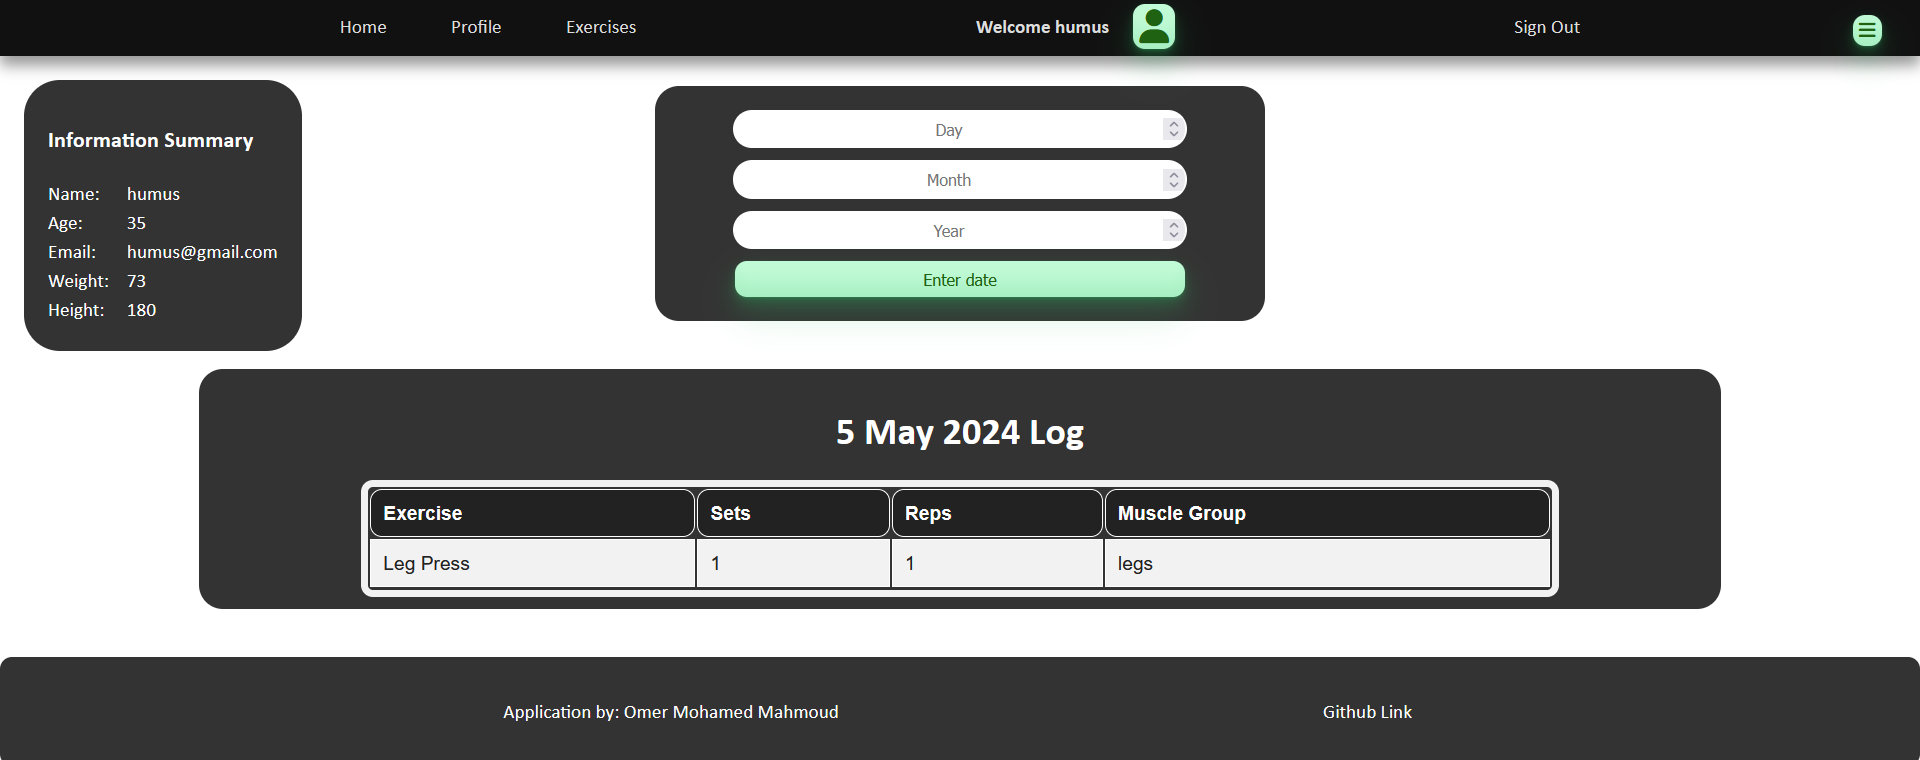 Home Profile Exercises Welcome humus Sign Out
Information Summary
Name: humus
Age: 35
Email: humus@gmail.com
Weight: 73
Height: 180
Day
Month
Year
Enter date
5 May 2024 Log
Exercise Sets Reps Muscle Group
Leg Press 1 1 legs
Application by: Omer Mohamed Mahmoud Github Link